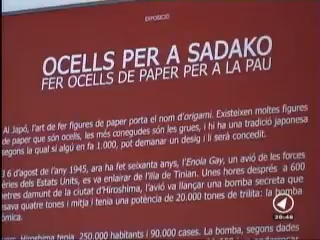 EXPOSICIÓ
OCELLS PER A SADAKO
FER OCELLS DE PAPER PER A LA PAU
Al Japó, l'art de fer figures de paper porta el nom d'origami. Existeixen moltes figures
que són ocells, les més conegudes són les grues, i hi ha una tradició japonesa
segons la qual si algú en fa 1.000, pot demanar un desig i li serà concedit.
6 d'agost de l'any 1945, ara ha fet seixanta anys, l'Enola Gay, un avió de les forces
aèries dels Estats Units, es va enlairar de l'illa de Tinian. Unes hores després a 600
metres damunt de la ciutat d'Hiroshima, l'avió va llançar una bomba secreta que
pesava quatre tones i mitja i tenia una potència de 20.000 tones de trilita: la bomba
Hiroshima tenia 250.000 habitants i 90.000 cases. La bomba, segons dades
20:46